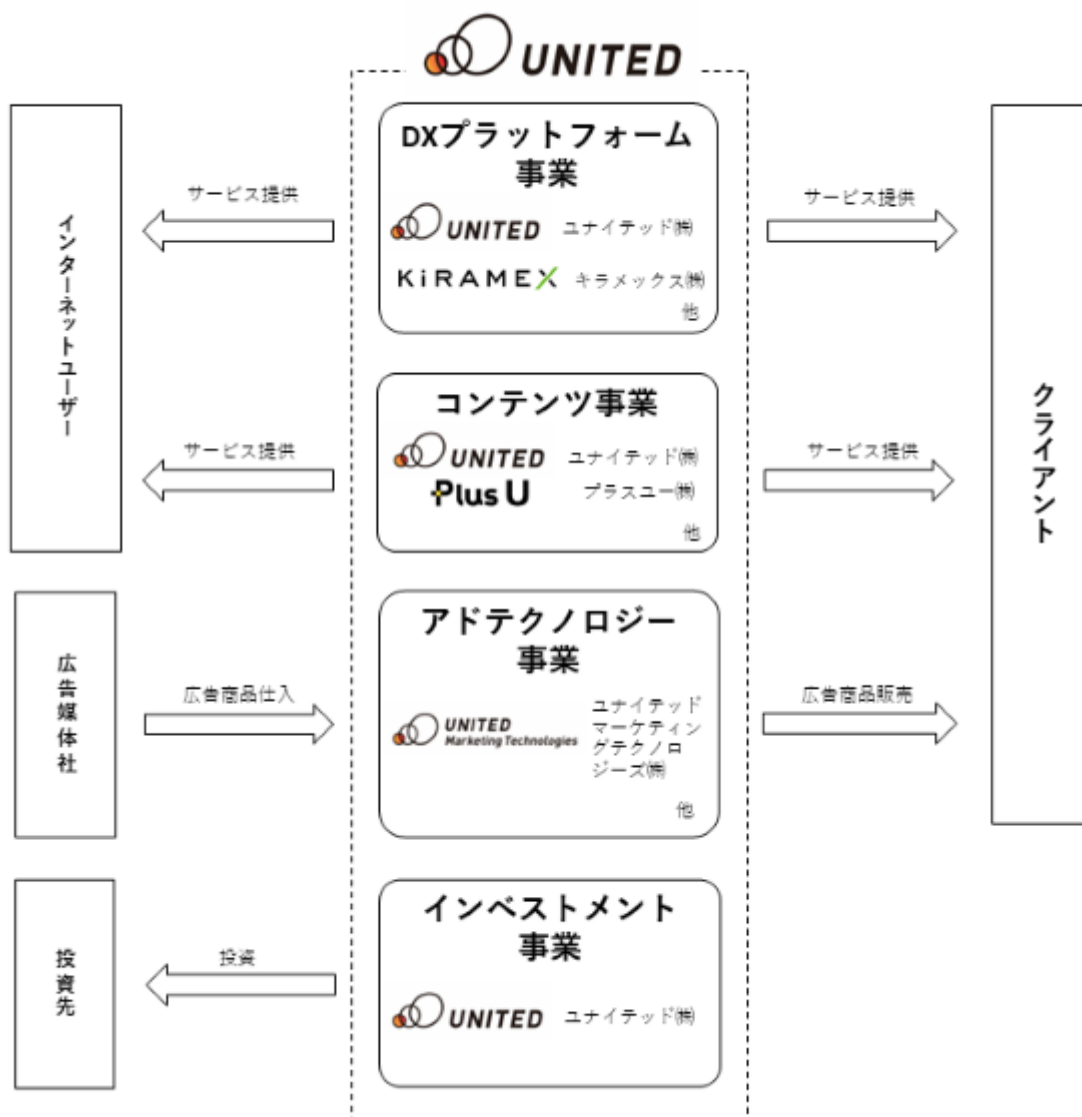 UNITED
インターネットユーザー
サービス提供
DXプラットフォーム
事業
UNITED ユナイテッド㈱
KiRAMEX キラメックス㈱
他
サービス提供
クライアント
サービス提供
コンテンツ事業
UNITED ユナイテッド㈱
Plus U プラスユー㈱
他
サービス提供
広告媒体社
広告商品仕入
アドテクノロジー
事業
UNITED
Marketing Technologies
ユナイテッド
マーケティン
グテクノロ
ジーズ㈱
他
広告商品販売
投資先
投資
インベストメント
事業
UNITED ユナイテッド㈱